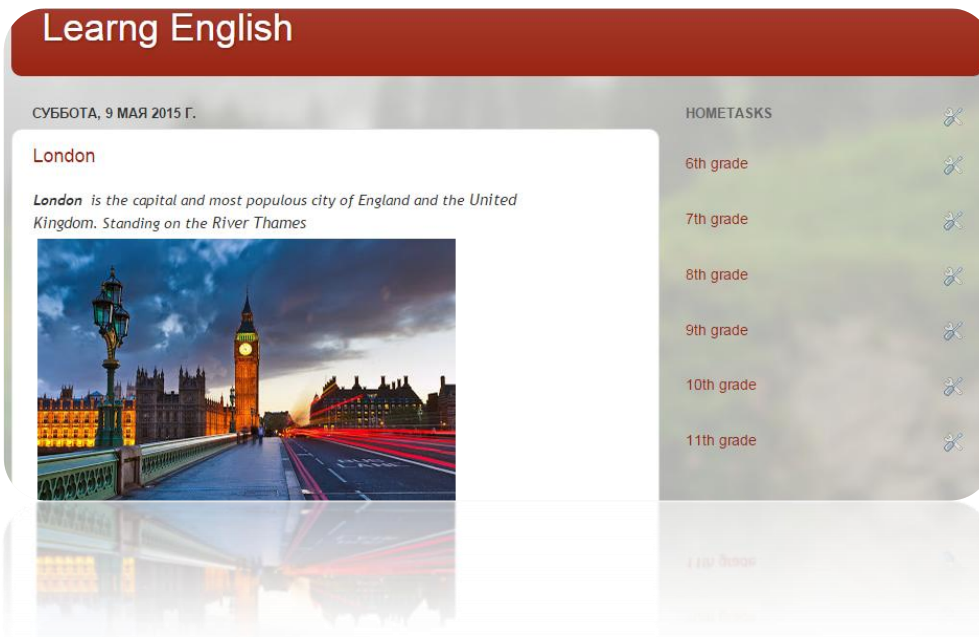 Learng English
СУББОТА, 9 МАЯ 2015 Г.
London
London is the capital and most populous city of England and the United
Kingdom. Standing on the River Thames
BUS
LANE
HOMETASKS
6th grade
7th grade
8th grade
9th grade
10th grade
11th grade